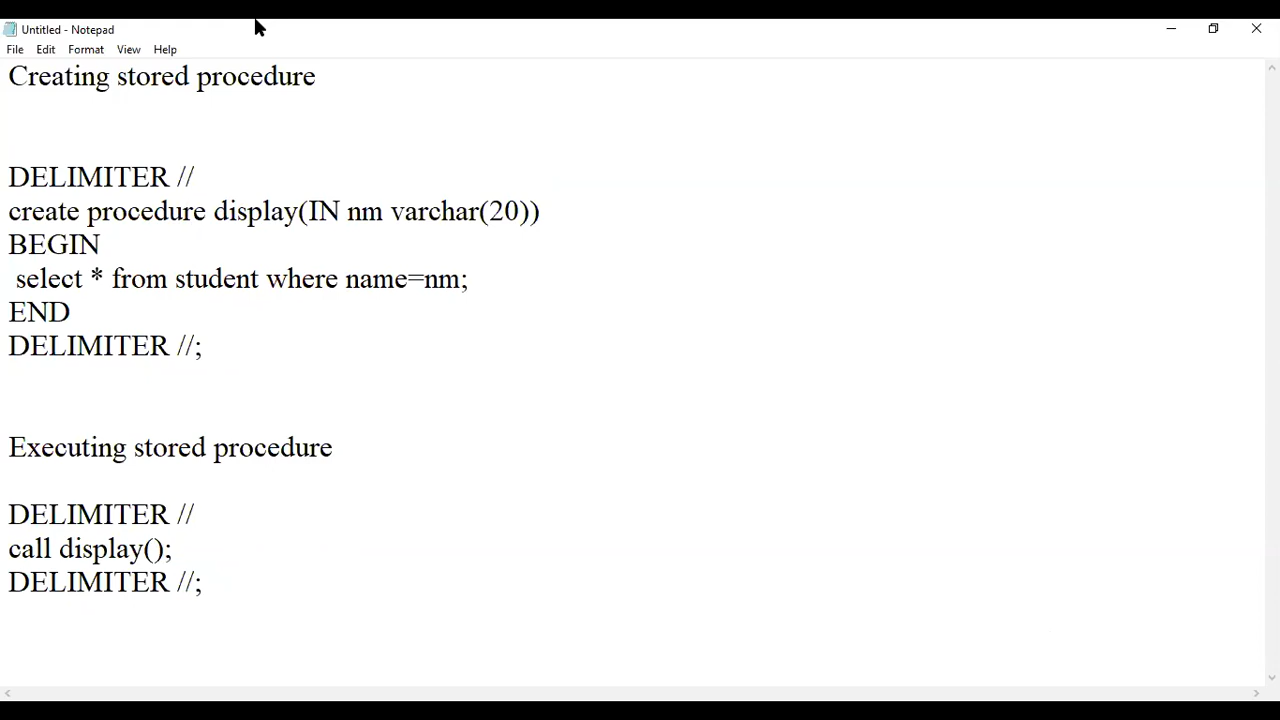 Untitled - Notepad
File Edit Format View Help
Creating stored procedure
DELIMITER //
create procedure display(IN nm varchar(20))
BEGIN
select * from student where name=nm;
END
DELIMITER //;
Executing stored procedure
DELIMITER //
call display();
DELIMITER //;